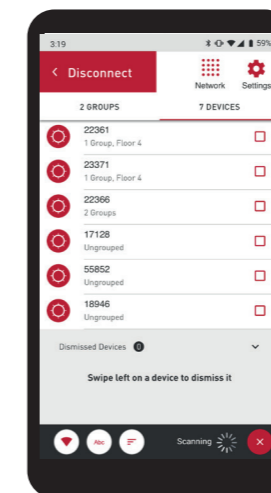 3:19
59%
Disconnect
Network
Settings
2 GROUPS
7 DEVICES
22361
1 Group, Floor 4
23371
1 Group, Floor 4
22366
2 Groups
17128
Ungrouped
55852
Ungrouped
18946
Ungrouped
Dismissed Devices 0
Swipe left on a device to dismiss it
Abc
Scanning